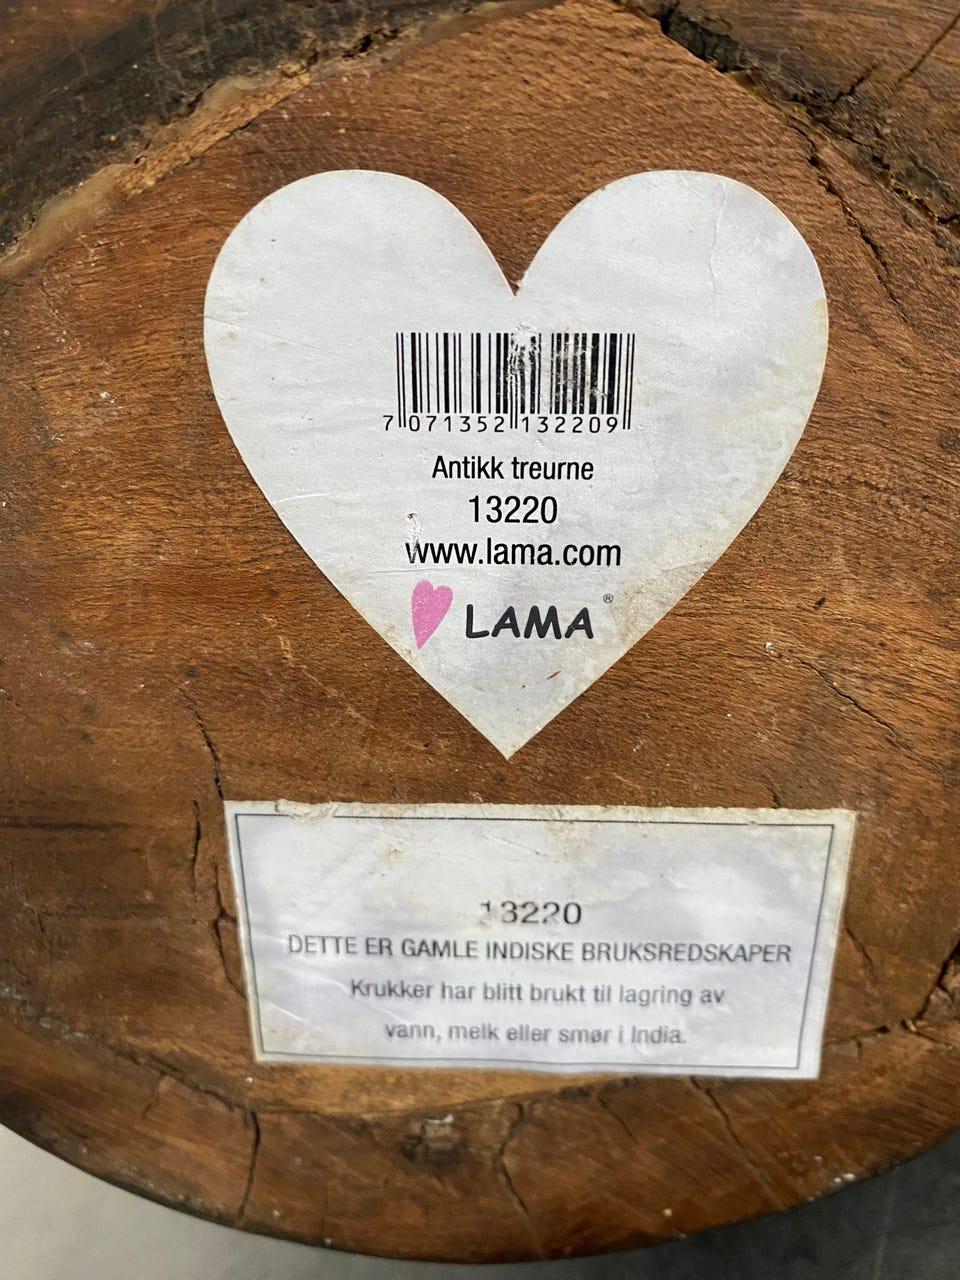 7 071352 132209
Antikk treurne
13220
www.lama.com
LAMA®
13220
DETTE ER GAMLE INDISKE BRUKSREDSKAPER
Krukker har blitt brukt til lagring av
vann, melk eller smør i India.